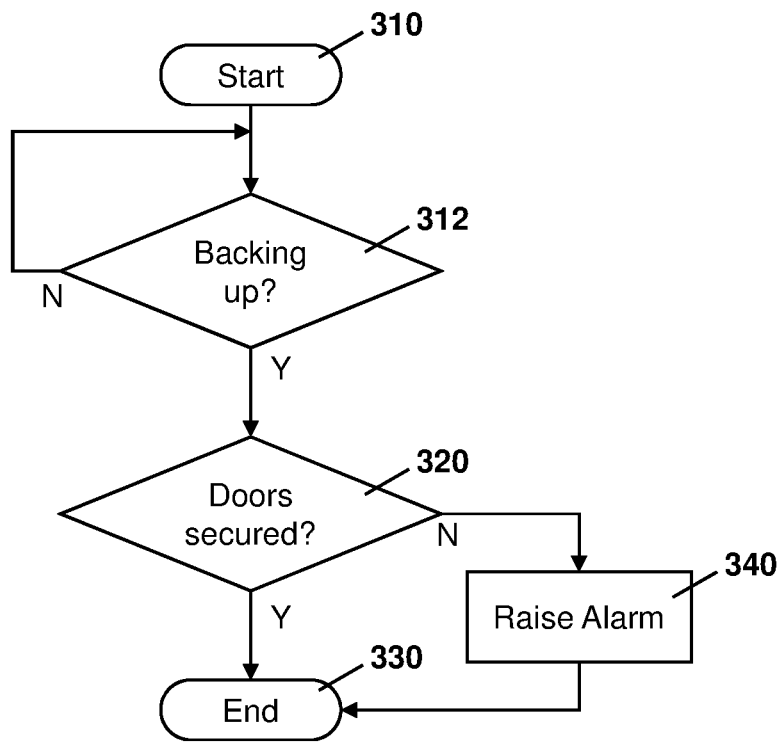 310
Start
312
Backing
up?
N
Y
320
Doors
secured?
N
340
Raise Alarm
Y
330
End